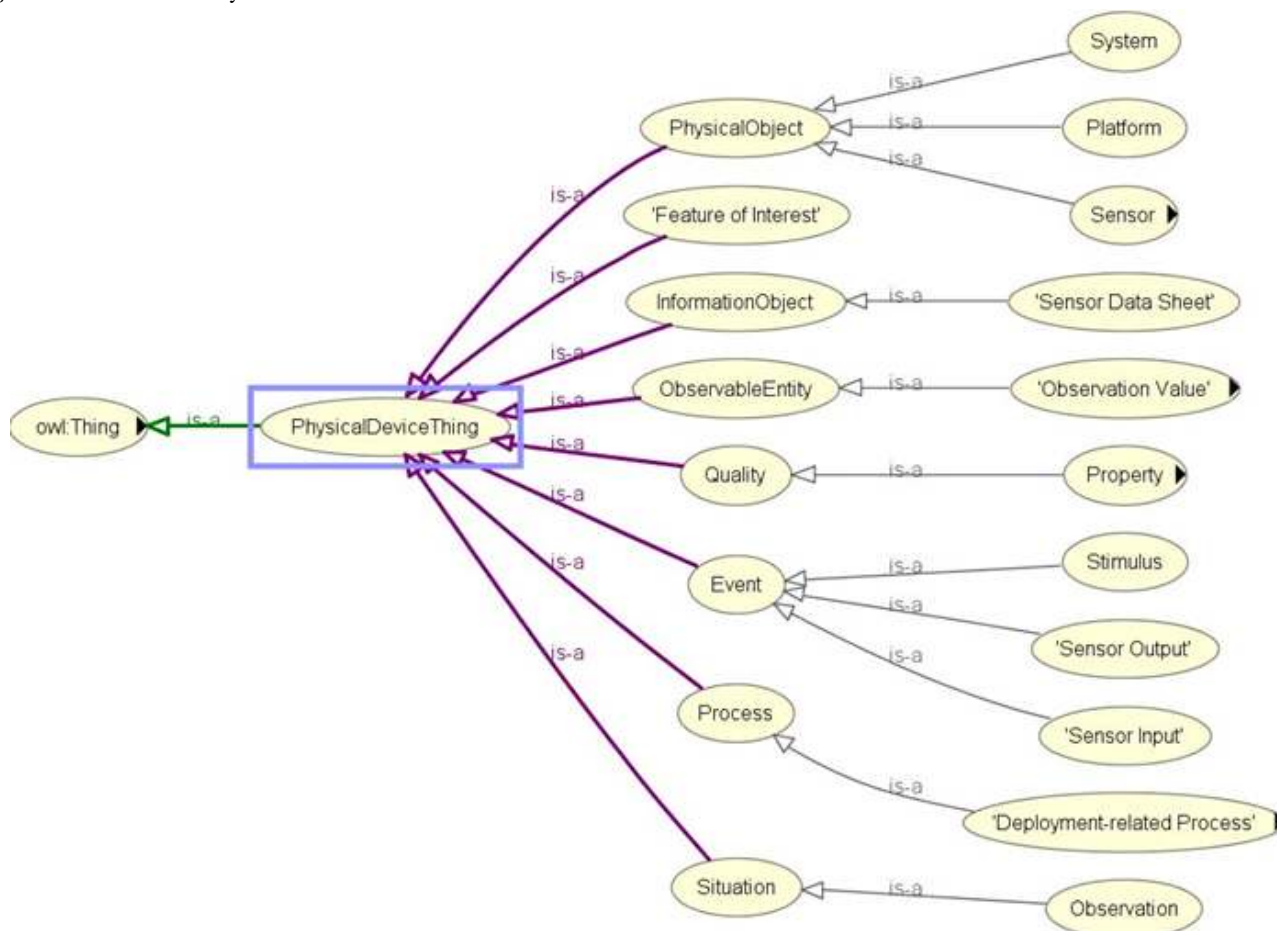 System
is-a
PhysicalObject
is-a
Platform
is-a
Sensor
is-a
'Feature of Interest'
is-a
InformationObject
is-a
'Sensor Data Sheet'
is-a
ObservableEntity
is-a
'Observation Value'
is-a
owl:Thing
is-a
PhysicalDeviceThing
is-a
Quality
is-a
Property
is-a
Event
is-a
Stimulus
is-a
is-a
'Sensor Output'
is-a
is-a
Process
'Sensor Input'
is-a
'Deployment-related Process'
Situation
is-a
Observation